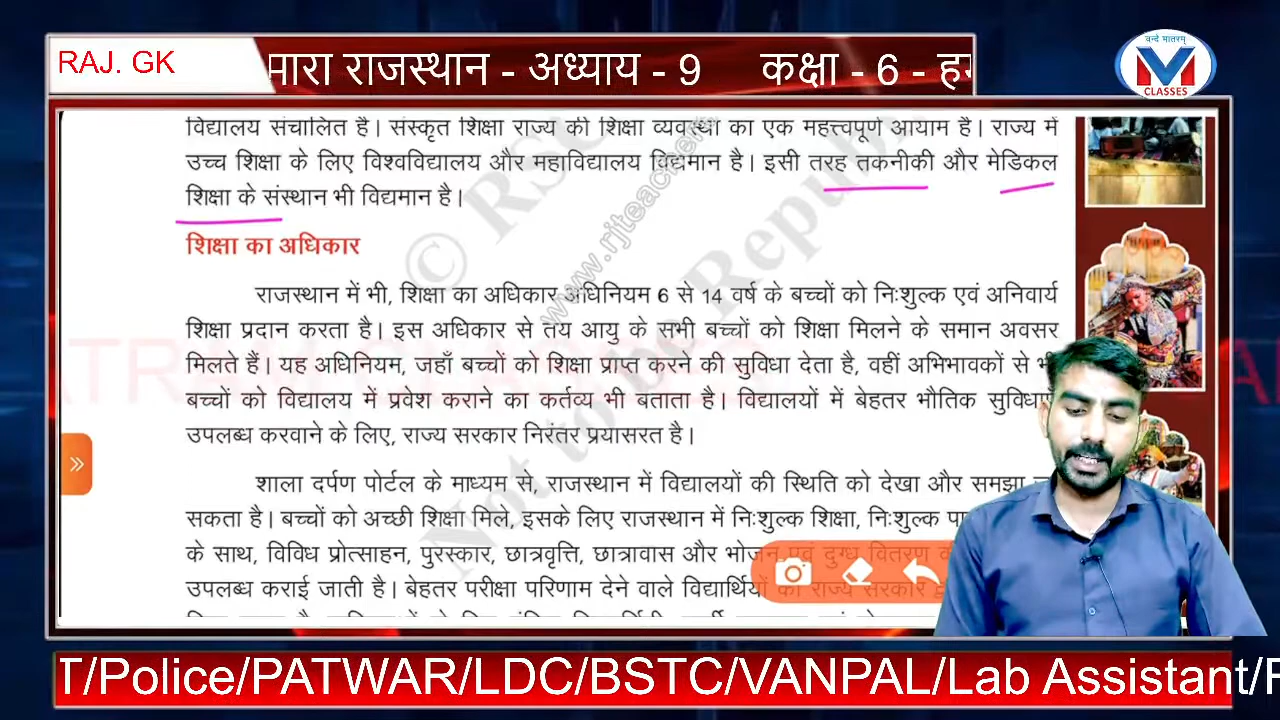 RAJ. GK
मारा राजस्थान - अध्याय - 9 कक्षा - 6 -
वन्दे भातरम्
CLASSES
विद्यालय संचालित है। संस्कृत शिक्षा राज्य की शिक्षा व्यवस्था का एक महत्त्वपूर्ण आयाम है। राज्य में
उच्च शिक्षा के लिए विश्वविद्यालय और महाविद्यालय विद्यमान है। इसी तरह तकनीकी और मेडिकल
शिक्षा के संस्थान भी विद्यमान है।
शिक्षा का अधिकार
राजस्थान में भी, शिक्षा का अधिकार अधिनियम 6 से 14 वर्ष के बच्चों को निःशुल्क एवं अनिवार्य
शिक्षा प्रदान करता है। इस अधिकार से तय आयु के सभी बच्चों को शिक्षा मिलने के समान अवसर
मिलते हैं। यह अधिनियम, जहाँ बच्चों को शिक्षा प्राप्त करने की सुविधा देता है, वहीं अभिभावकों से
बच्चों को विद्यालय में प्रवेश कराने का कर्तव्य भी बताता है। विद्यालयों में बेहतर भौतिक
उपलब्ध करवाने के लिए, राज्य सरकार निरंतर प्रयासरत है।
शाला दर्पण पोर्टल के माध्यम से, राजस्थान में विद्यालयों की स्थिति को देखा और समझा
सकता है। बच्चों को अच्छी शिक्षा मिले, इसके लिए राजस्थान में निःशुल्क शिक्षा, निःशुल्क
के साथ, विविध प्रोत्साहन, पुरस्कार, छात्रवृत्ति, छात्रावास और भोजन एवं दुग्ध वितरण
उपलब्ध कराई जाती है। बेहतर परीक्षा परिणाम देने वाले विद्यार्थियों को राज्य सरकार
T/Police/PATWAR/LDC/BSTC/VANPAL/Lab Assistant/